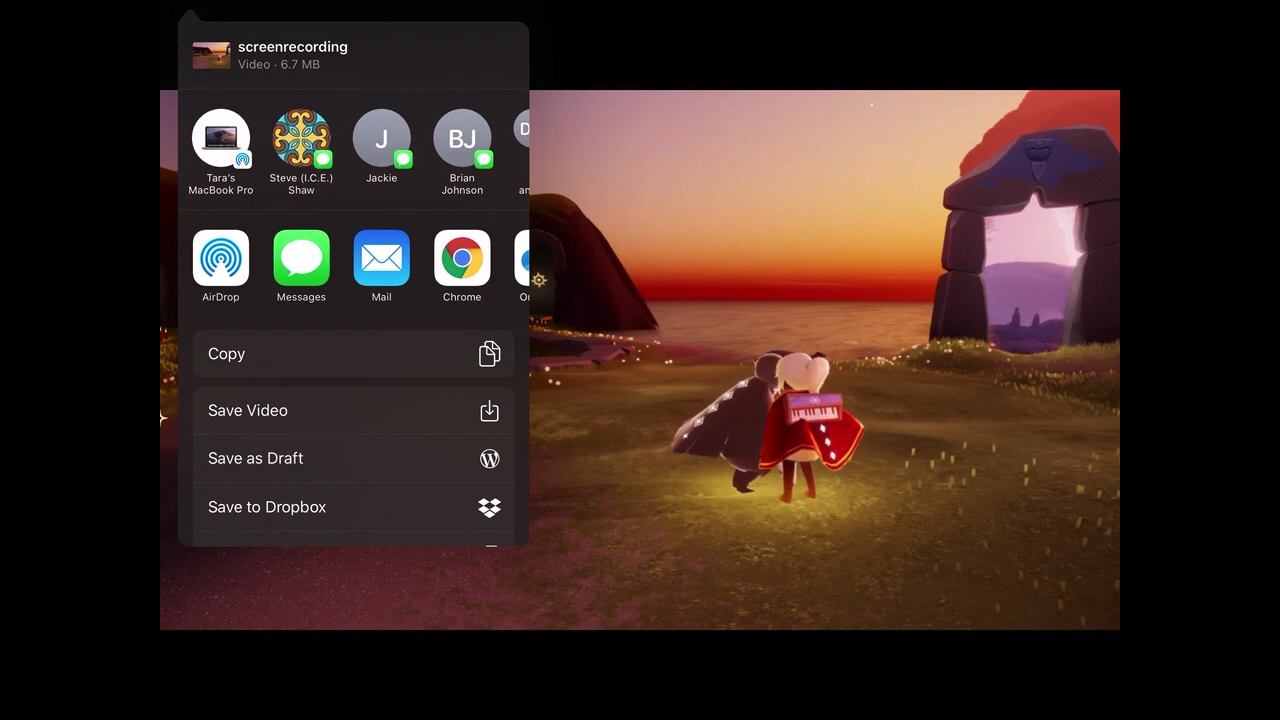 screenrecording
Video · 6.7 MB
J
BJ
D
Tara's
MacBook Pro
Steve (I.C.E.)
Shaw
Jackie
Brian
Johnson
an
AirDrop
Messages
Mail
Chrome
Copy
Save Video
Save as Draft
Save to Dropbox